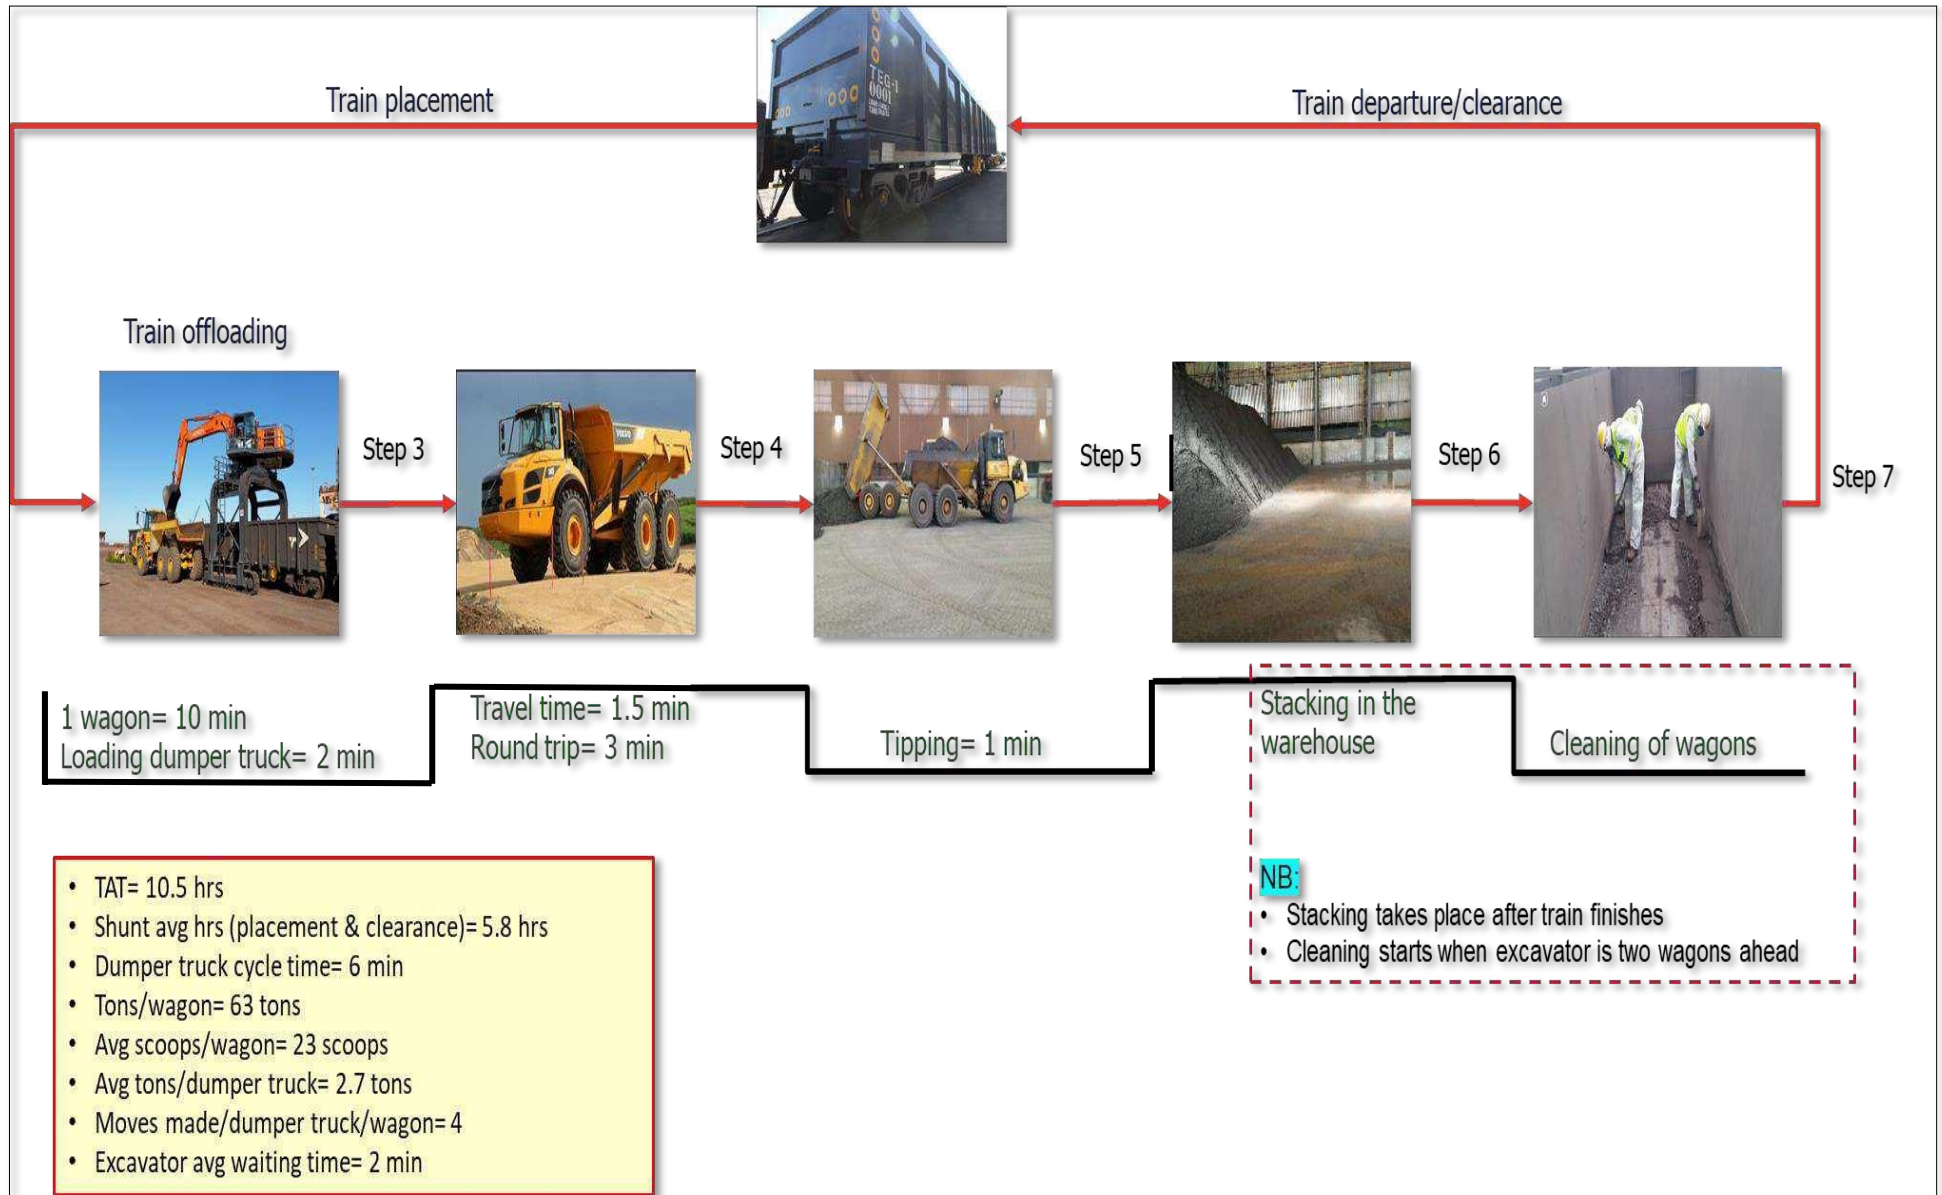 Train placement
Train departure/clearance
TEG-1
0001
Train offloading
Step 3
Step 4
Step 5
Step 6
Step 7
VOLVO
1 wagon= 10 min
Loading dumper truck= 2 min
Travel time= 1.5 min
Round trip= 3 min
Tipping= 1 min
Stacking in the
warehouse
Cleaning of wagons
• TAT= 10.5 hrs
• Shunt avg hrs (placement & clearance)= 5.8 hrs
• Dumper truck cycle time= 6 min
• Tons/wagon= 63 tons
• Avg scoops/wagon= 23 scoops
• Avg tons/dumper truck= 2.7 tons
• Moves made/dumper truck/wagon= 4
• Excavator avg waiting time= 2 min
NB:
• Stacking takes place after train finishes
• Cleaning starts when excavator is two wagons ahead